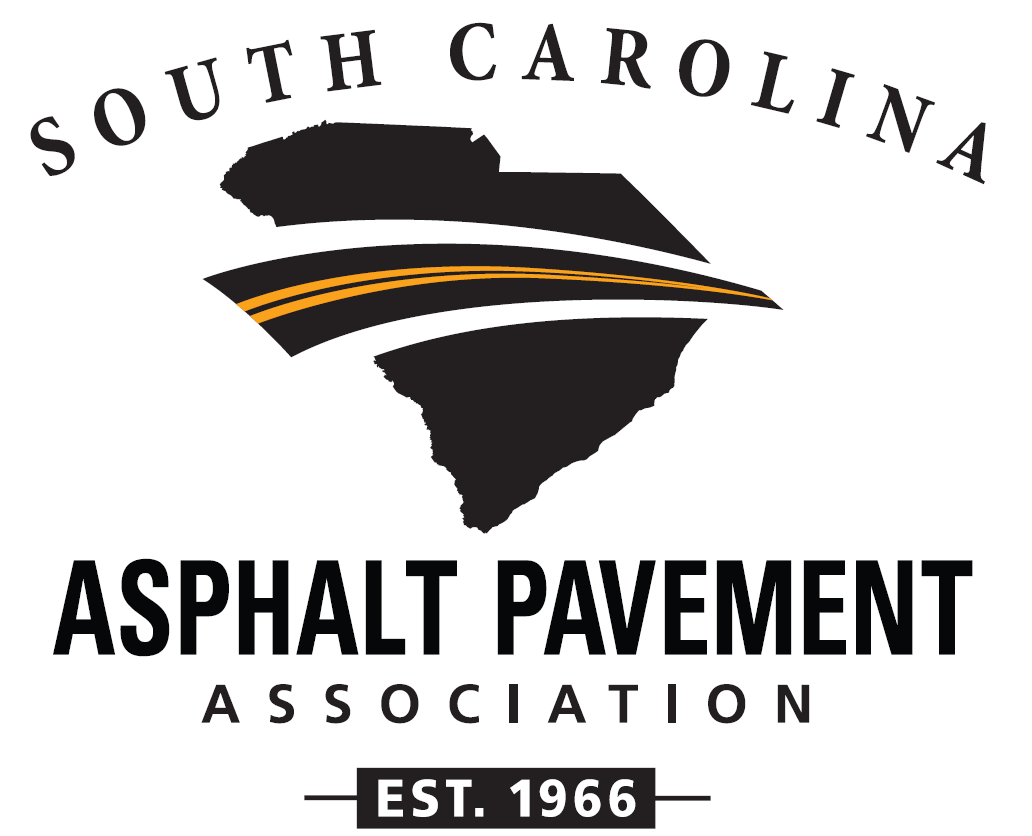 SOUTH CAROLINA
ASPHALT PAVEMENT
ASSOCIATION
EST. 1966